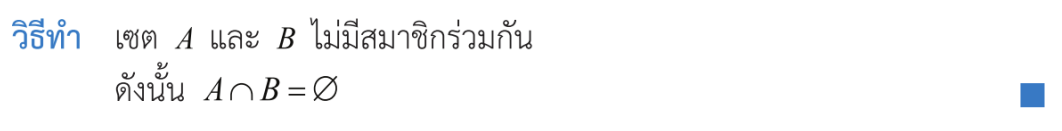 วิธีทำ เซต A และ B ไม่มีสมาชิกร่วมกัน
ดังนั้น A ∩ B = ∅